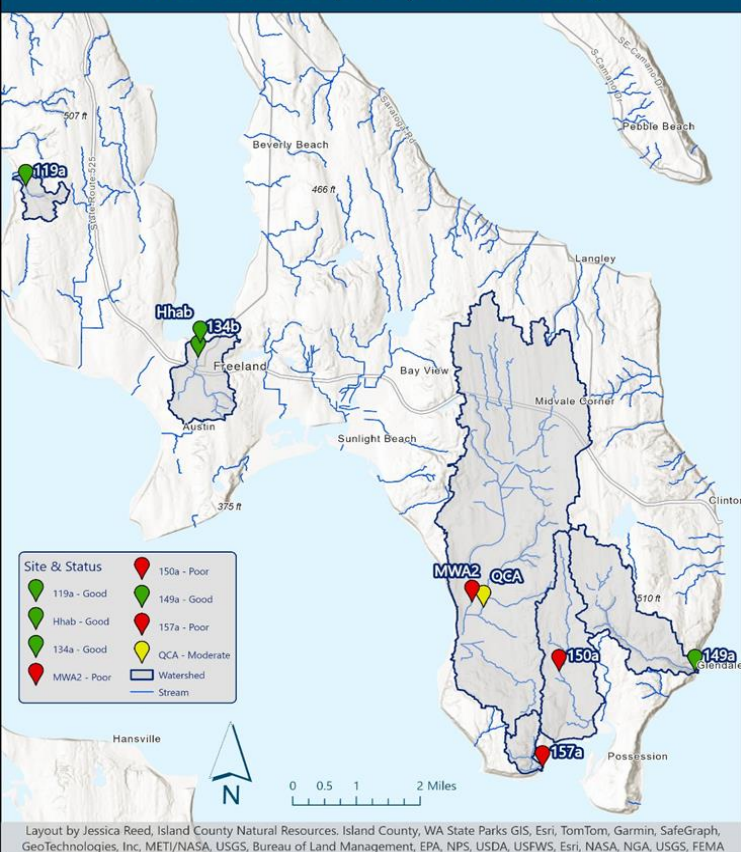 507 ft
SE-Camano-Dr
S-Camano-Dr
Saratoga-Rd
State-Route-525
Pebble Beach
Beverly Beach
119a
466 ft
Langley
Hhab
134b
Freeland
Bay View
Midvale Corner
Austin
Sunlight Beach
Clinton
375 ft
MWA2
QCA
510 ft
Site & Status
119a - Good
Hhab - Good
134a - Good
MWA2 - Poor
150a - Poor
149a - Good
157a - Poor
QCA - Moderate
Watershed
Stream
150a
149a
Glendale
Hansville
157a
Possession
N
0 0.5 1 2 Miles
Layout by Jessica Reed, Island County Natural Resources. Island County, WA State Parks GIS, Esri, TomTom, Garmin, SafeGraph,
GeoTechnologies, Inc, METI/NASA, USGS, Bureau of Land Management, EPA, NPS, USDA, USFWS, Esri, NASA, NGA, USGS, FEMA